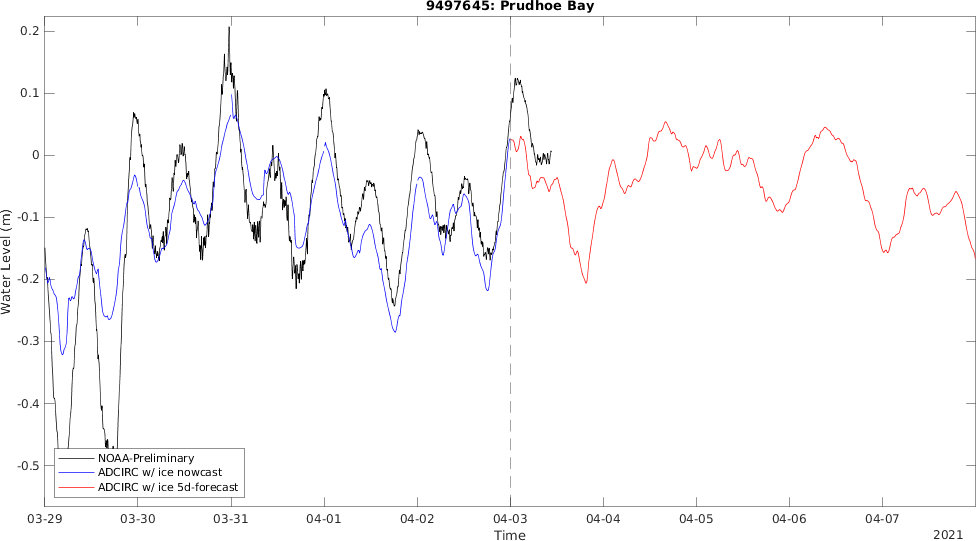 9497645: Prudhoe Bay
0.2
0.1
0
-0.1
-0.2
-0.3
-0.4
-0.5
Water Level (m)
NOAA-Preliminary
ADCIRC w/ ice nowcast
ADCIRC w/ ice 5d-forecast
03-29 03-30 03-31 04-01 04-02 04-03 04-04 04-05 04-06 04-07
Time
2021